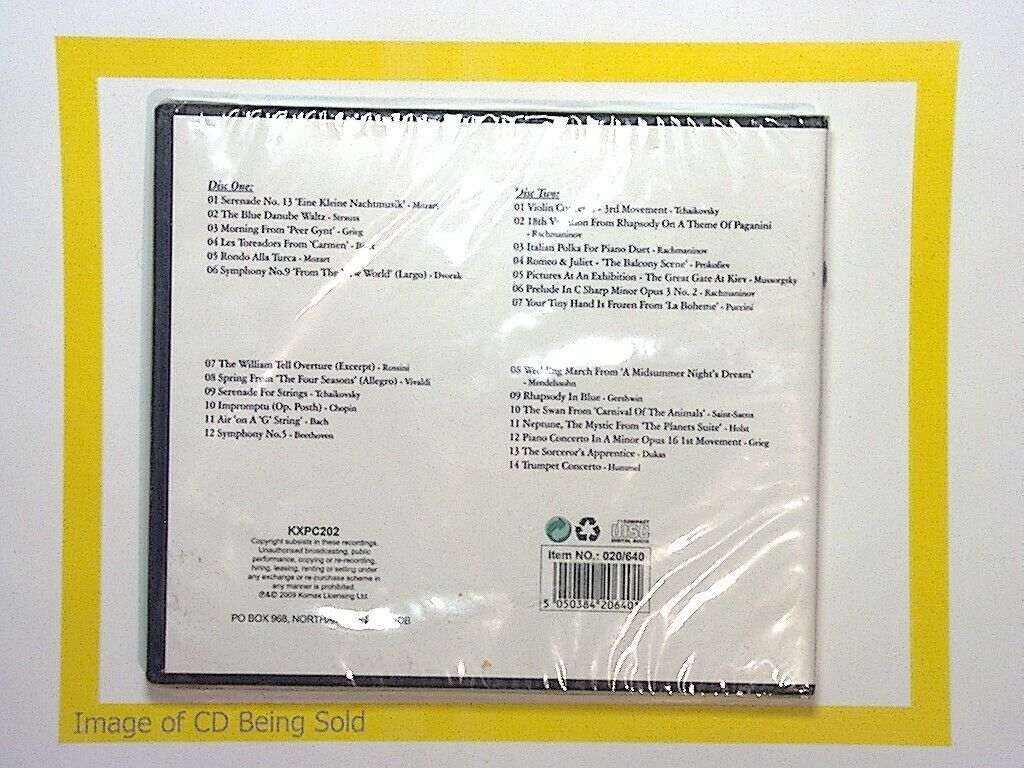 Disc One:
01 Serenade No. 13 'Eine Kleine Nachtmusik' - Mozart
02 The Blue Danube Waltz - Strauss
03 Morning From 'Peer Gynt' - Grieg
04 Les Toreadors From 'Carmen' -
05 Rondo Alla Turca - Mozart
06 Symphony No.9 'From The World' (Largo) - Dvorak
07 The William Tell Overture (Excerpt) - Rossini
08 Spring From 'The Four Seasons' (Allegro) - Vivaldi
09 Serenade For Strings - Tchaikovsky
10 Impromptu (Op. Posth) - Chopin
11 Air 'on A 'G' String' - Bach
12 Symphony No.5 - Beethoven
KXPC202
Copyright subsists in these recordings.
Unauthorised broadcasting, public
performance, copying or re-recording,
hiring, leasing, renting or selling under
any exchange or re-purchase scheme in
any manner is prohibited.
℗&© 2009 Komax Licensing Ltd.
PO BOX 968,
Disc Two:
01 Violin - 3rd Movement - Tchaikovsky
02 18th From Rhapsody On A Theme Of Paganini
- Rachmaninov
03 Italian Polka For Piano Duet - Rachmaninov
04 Romeo & Juliet - 'The Balcony Scene' - Prokofiev
05 Pictures At An Exhibition - The Great Gate At Kiev - Mussorgsky
06 Prelude In C Sharp Minor Opus 3 No. 2 - Rachmaninov
07 Your Tiny Hand Is Frozen From 'La Boheme' - Puccini
08 Wedding March From 'A Midsummer Night's Dream'
- Mendelssohn
09 Rhapsody In Blue - Gershwin
10 The Swan From 'Carnival Of The Animals' - Saint-Saens
11 Neptune, The Mystic From 'The Planets Suite' - Holst
12 Piano Concerto In A Minor Opus 16 1st Movement - Grieg
13 The Sorceror's Apprentice - Dukas
14 Trumpet Concerto - Hummel
COMPACT
disc
DIGITAL AUDIO
Item NO.: 020/640
5 050384 20640
Image of CD Being Sold